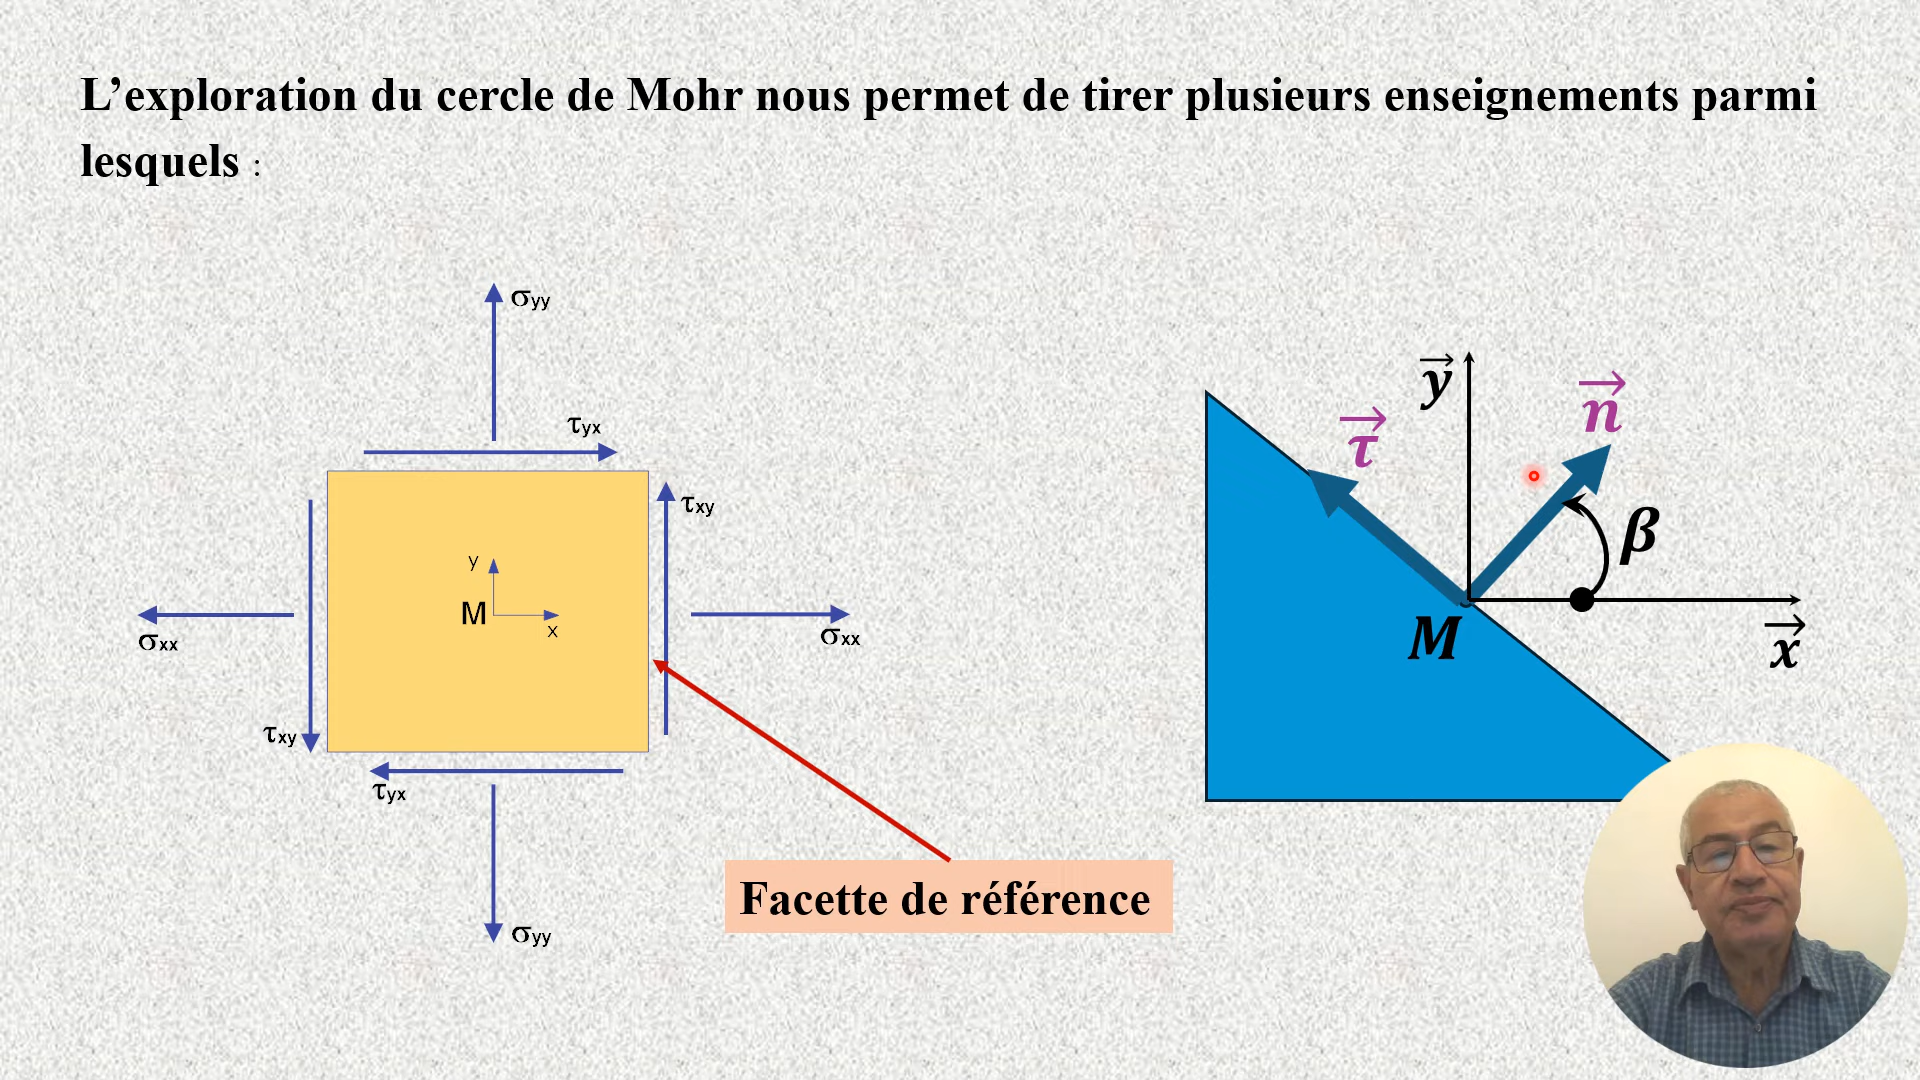 L’exploration du cercle de Mohr nous permet de tirer plusieurs enseignements parmi
lesquels :
σyy
τyx
τxy
y
M
x
σxx
σxx
τxy
τyx
σyy
Facette de référence
y
n
τ
β
M
x